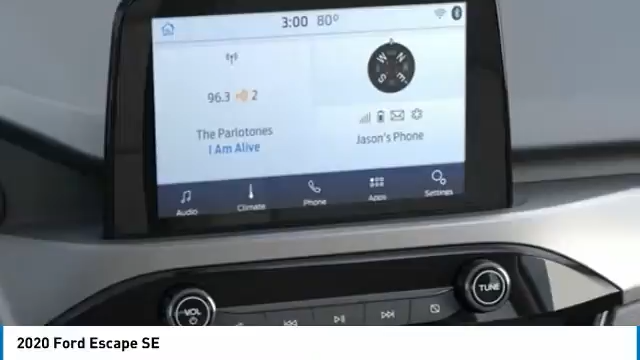 3:00 80°
96.3 2
The Parlotones
I Am Alive
W N S E
Jason's Phone
Audio Climate Phone Apps Settings
VOL TUNE
2020 Ford Escape SE